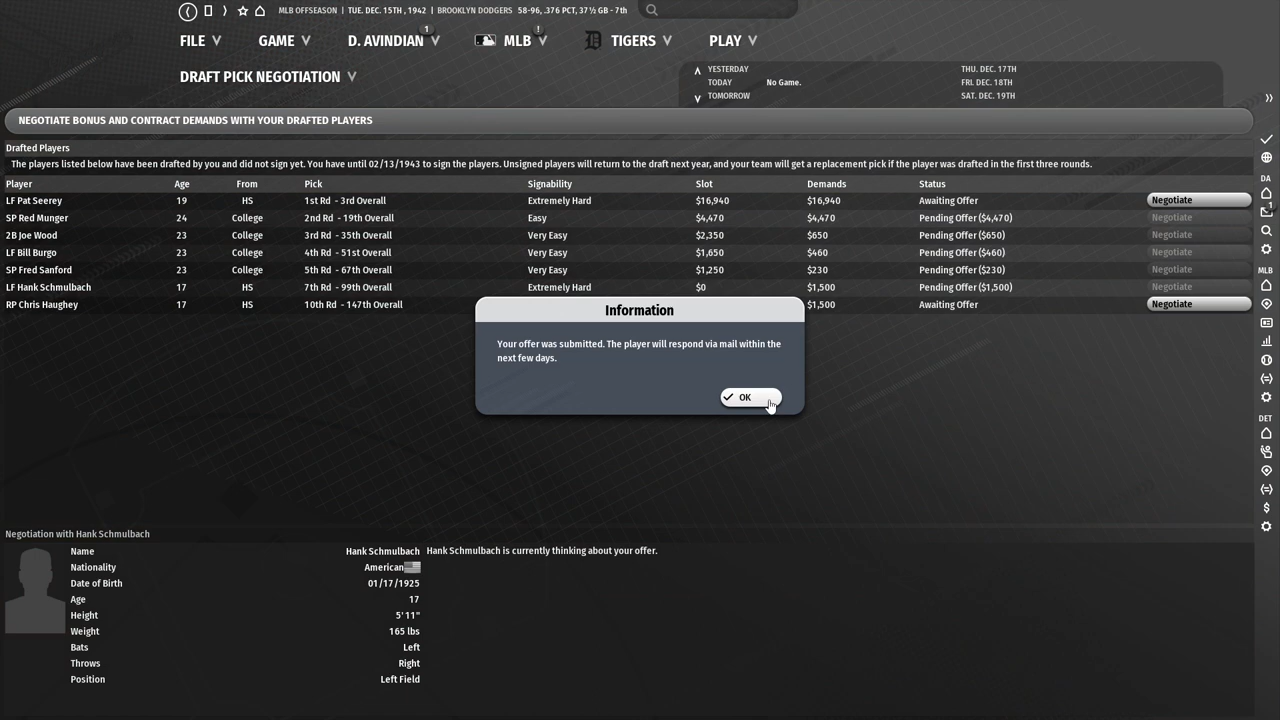 MLB OFFSEASON | TUE. DEC. 15TH , 1942 | BROOKLYN DODGERS 58-96, .376 PCT, 37 ½ GB - 7th
FILE GAME D. AVINDIAN 1 MLB ! TIGERS PLAY
DRAFT PICK NEGOTIATION
YESTERDAY THU. DEC. 17TH
TODAY No Game. FRI. DEC. 18TH
TOMORROW SAT. DEC. 19TH
NEGOTIATE BONUS AND CONTRACT DEMANDS WITH YOUR DRAFTED PLAYERS
Drafted Players
The players listed below have been drafted by you and did not sign yet. You have until 02/13/1943 to sign the players. Unsigned players will return to the draft next year, and your team will get a replacement pick if the player was drafted in the first three rounds.
Player Age From Pick Signability Slot Demands Status
LF Pat Seerey 19 HS 1st Rd - 3rd Overall Extremely Hard $16,940 $16,940 Awaiting Offer Negotiate
SP Red Munger 24 College 2nd Rd - 19th Overall Easy $4,470 $4,470 Pending Offer ($4,470) Negotiate
2B Joe Wood 23 College 3rd Rd - 35th Overall Very Easy $2,350 $650 Pending Offer ($650) Negotiate
LF Bill Burgo 23 College 4th Rd - 51st Overall Very Easy $1,650 $460 Pending Offer ($460) Negotiate
SP Fred Sanford 23 College 5th Rd - 67th Overall Very Easy $1,250 $230 Pending Offer ($230) Negotiate
LF Hank Schmulbach 17 HS 7th Rd - 99th Overall Extremely Hard $0 $1,500 Pending Offer ($1,500) Negotiate
RP Chris Haughey 17 HS 10th Rd - 147th Overall $1,500 Awaiting Offer Negotiate
Information
Your offer was submitted. The player will respond via mail within the
next few days.
OK
DA
1
MLB
DET
Negotiation with Hank Schmulbach
Name Hank Schmulbach Hank Schmulbach is currently thinking about your offer.
Nationality American
Date of Birth 01/17/1925
Age 17
Height 5'11"
Weight 165 lbs
Bats Left
Throws Right
Position Left Field